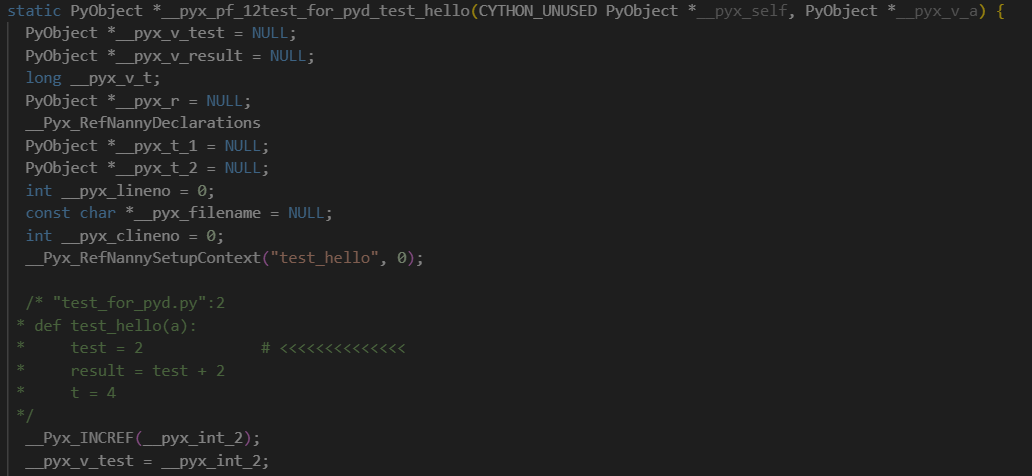 static PyObject *__pyx_pf_12test_for_pyd_test_hello(CYTHON_UNUSED PyObject *__pyx_self, PyObject *__pyx_v_a) {
  PyObject *__pyx_v_test = NULL;
  PyObject *__pyx_v_result = NULL;
  long __pyx_v_t;
  PyObject *__pyx_r = NULL;
  __Pyx_RefNannyDeclarations
  PyObject *__pyx_t_1 = NULL;
  PyObject *__pyx_t_2 = NULL;
  int __pyx_lineno = 0;
  const char *__pyx_filename = NULL;
  int __pyx_clineno = 0;
  __Pyx_RefNannySetupContext("test_hello", 0);

  /* "test_for_pyd.py":2
 * def test_hello(a):
 *     test = 2             # <<<<<<<<<<<<<<
 *     result = test + 2
 *     t = 4
 */
  __Pyx_INCREF(__pyx_int_2);
  __pyx_v_test = __pyx_int_2;